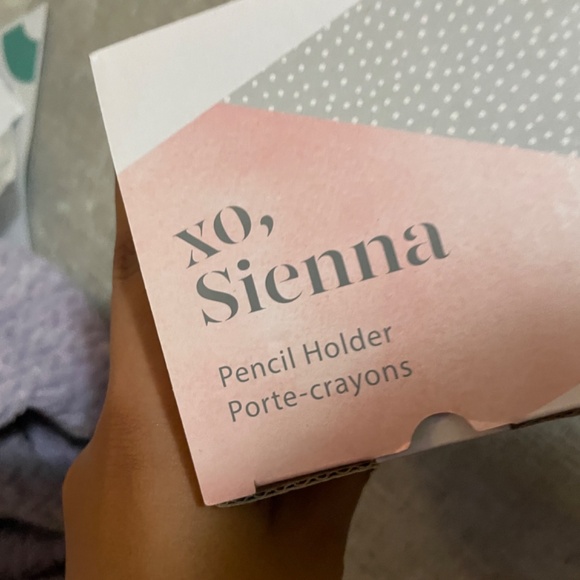 xo,
Sienna
Pencil Holder
Porte-crayons